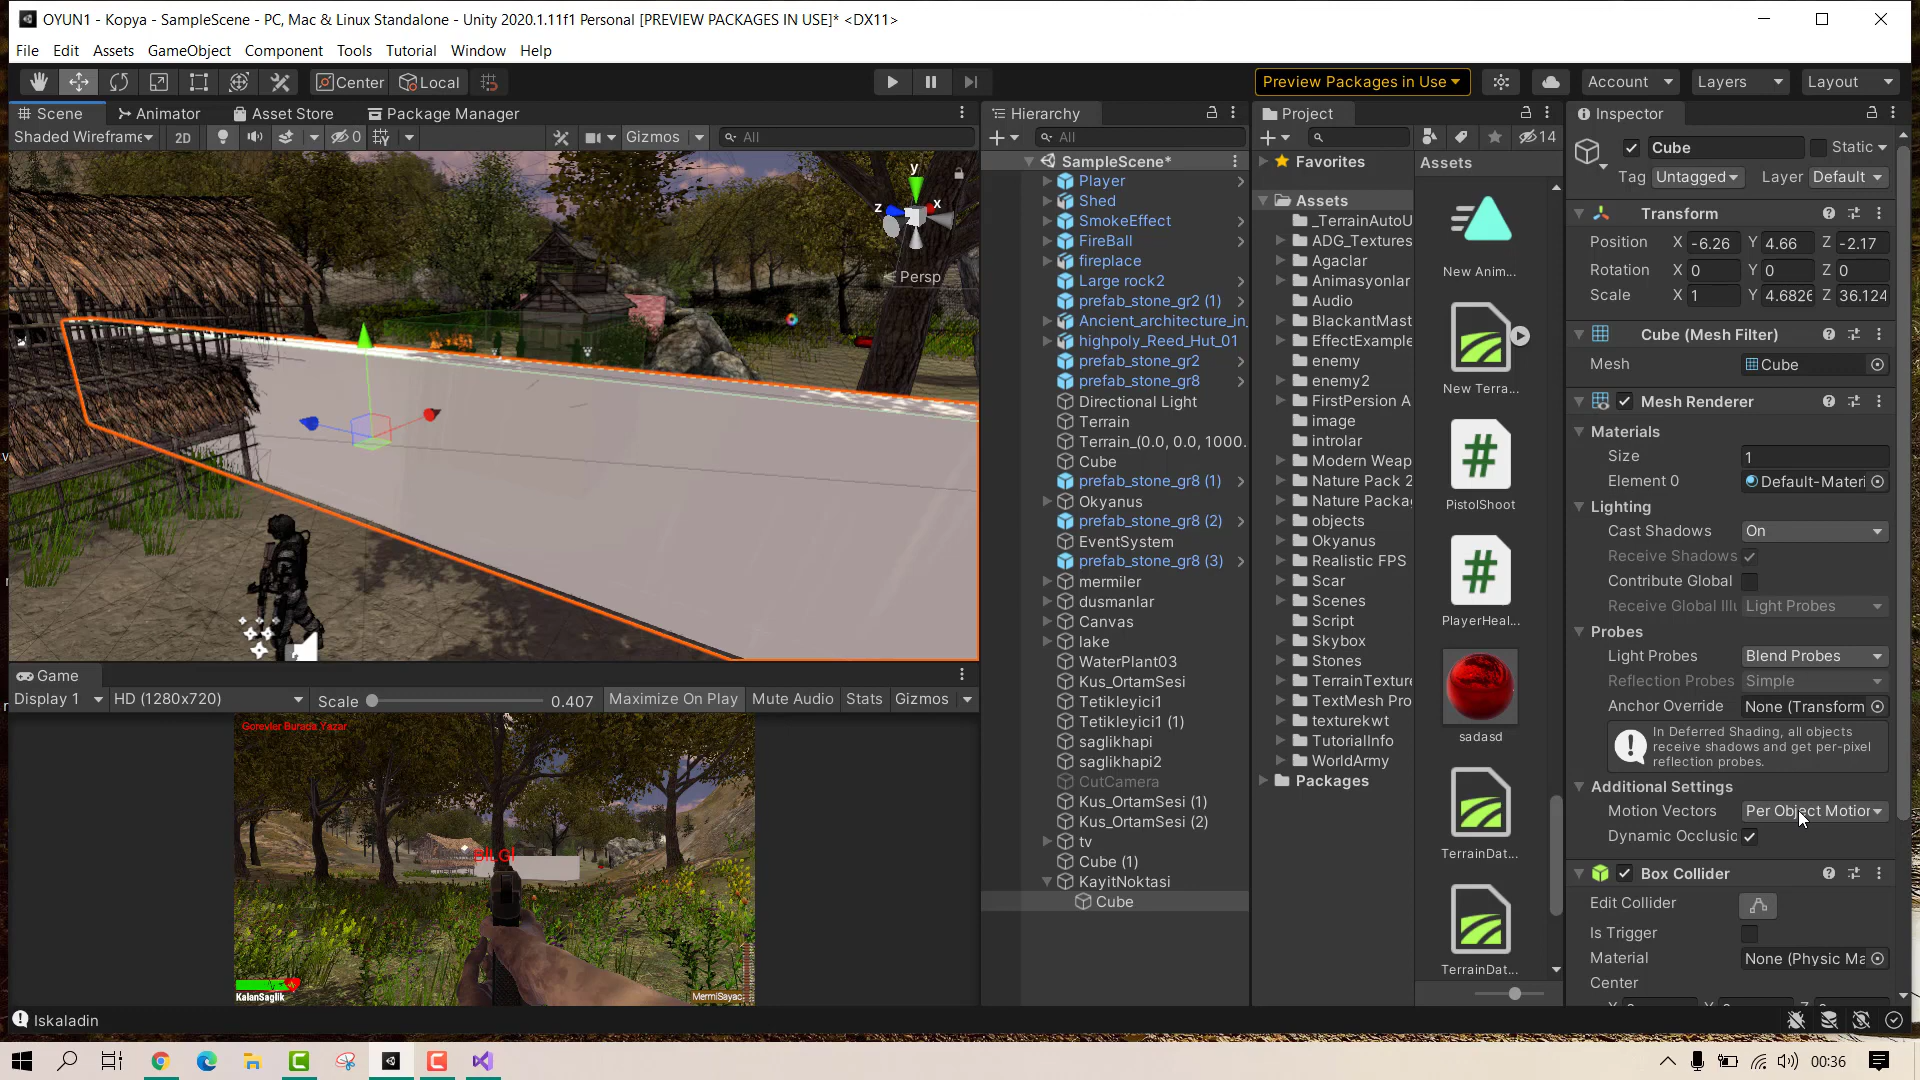 OYUN1 - Kopya - SampleScene - PC, Mac & Linux Standalone - Unity 2020.1.11f1 Personal [PREVIEW PACKAGES IN USE]* <DX11>
File Edit Assets GameObject Component Tools Tutorial Window Help
Center Local Preview Packages in Use Account Layers Layout
Scene Animator Asset Store Package Manager
Shaded Wireframe 2D 0 Gizmos All
y
z x
Persp
Game
Display 1 HD (1280x720) Scale 0.407 Maximize On Play Mute Audio Stats Gizmos
Gorevler Burada Yazar
BILGI
KalanSaglik
MermiSayac
Hierarchy
All
SampleScene*
Player
Shed
SmokeEffect
FireBall
fireplace
Large rock2
prefab_stone_gr2 (1)
Ancient_architecture_in_
highpoly_Reed_Hut_01
prefab_stone_gr2
prefab_stone_gr8
Directional Light
Terrain
Terrain_(0.0, 0.0, 1000.
Cube
prefab_stone_gr8 (1)
Okyanus
prefab_stone_gr8 (2)
EventSystem
prefab_stone_gr8 (3)
mermiler
dusmanlar
Canvas
lake
WaterPlant03
Kus_OrtamSesi
Tetikleyici1
Tetikleyici1 (1)
saglikhapi
saglikhapi2
CutCamera
Kus_OrtamSesi (1)
Kus_OrtamSesi (2)
tv
Cube (1)
KayitNoktasi
Cube
Project
14
Favorites
Assets
_TerrainAutoU
ADG_Textures
Agaclar
Animasyonlar
Audio
BlackantMast
EffectExample
enemy
enemy2
FirstPersion A
image
introlar
Modern Weap
Nature Pack 2
Nature Packag
objects
Okyanus
Realistic FPS
Scar
Scenes
Script
Skybox
Stones
TerrainTexture
TextMesh Pro
texturekwt
TutorialInfo
WorldArmy
Packages
Assets
New Anim...
New Terra...
PistolShoot
PlayerHeal...
sadasd
TerrainDat...
TerrainDat...
Inspector
Cube Static
Tag Untagged Layer Default
Transform
Position X -6.26 Y 4.66 Z -2.17
Rotation X 0 Y 0 Z 0
Scale X 1 Y 4.6826 Z 36.124
Cube (Mesh Filter)
Mesh Cube
Mesh Renderer
Materials
Size 1
Element 0 Default-Materi
Lighting
Cast Shadows On
Receive Shadows
Contribute Global
Receive Global Illu Light Probes
Probes
Light Probes Blend Probes
Reflection Probes Simple
Anchor Override None (Transform
In Deferred Shading, all objects
receive shadows and get per-pixel
reflection probes.
Additional Settings
Motion Vectors Per Object Motion
Dynamic Occlusic
Box Collider
Edit Collider
Is Trigger
Material None (Physic Ma
Center
Iskaladin
00:36